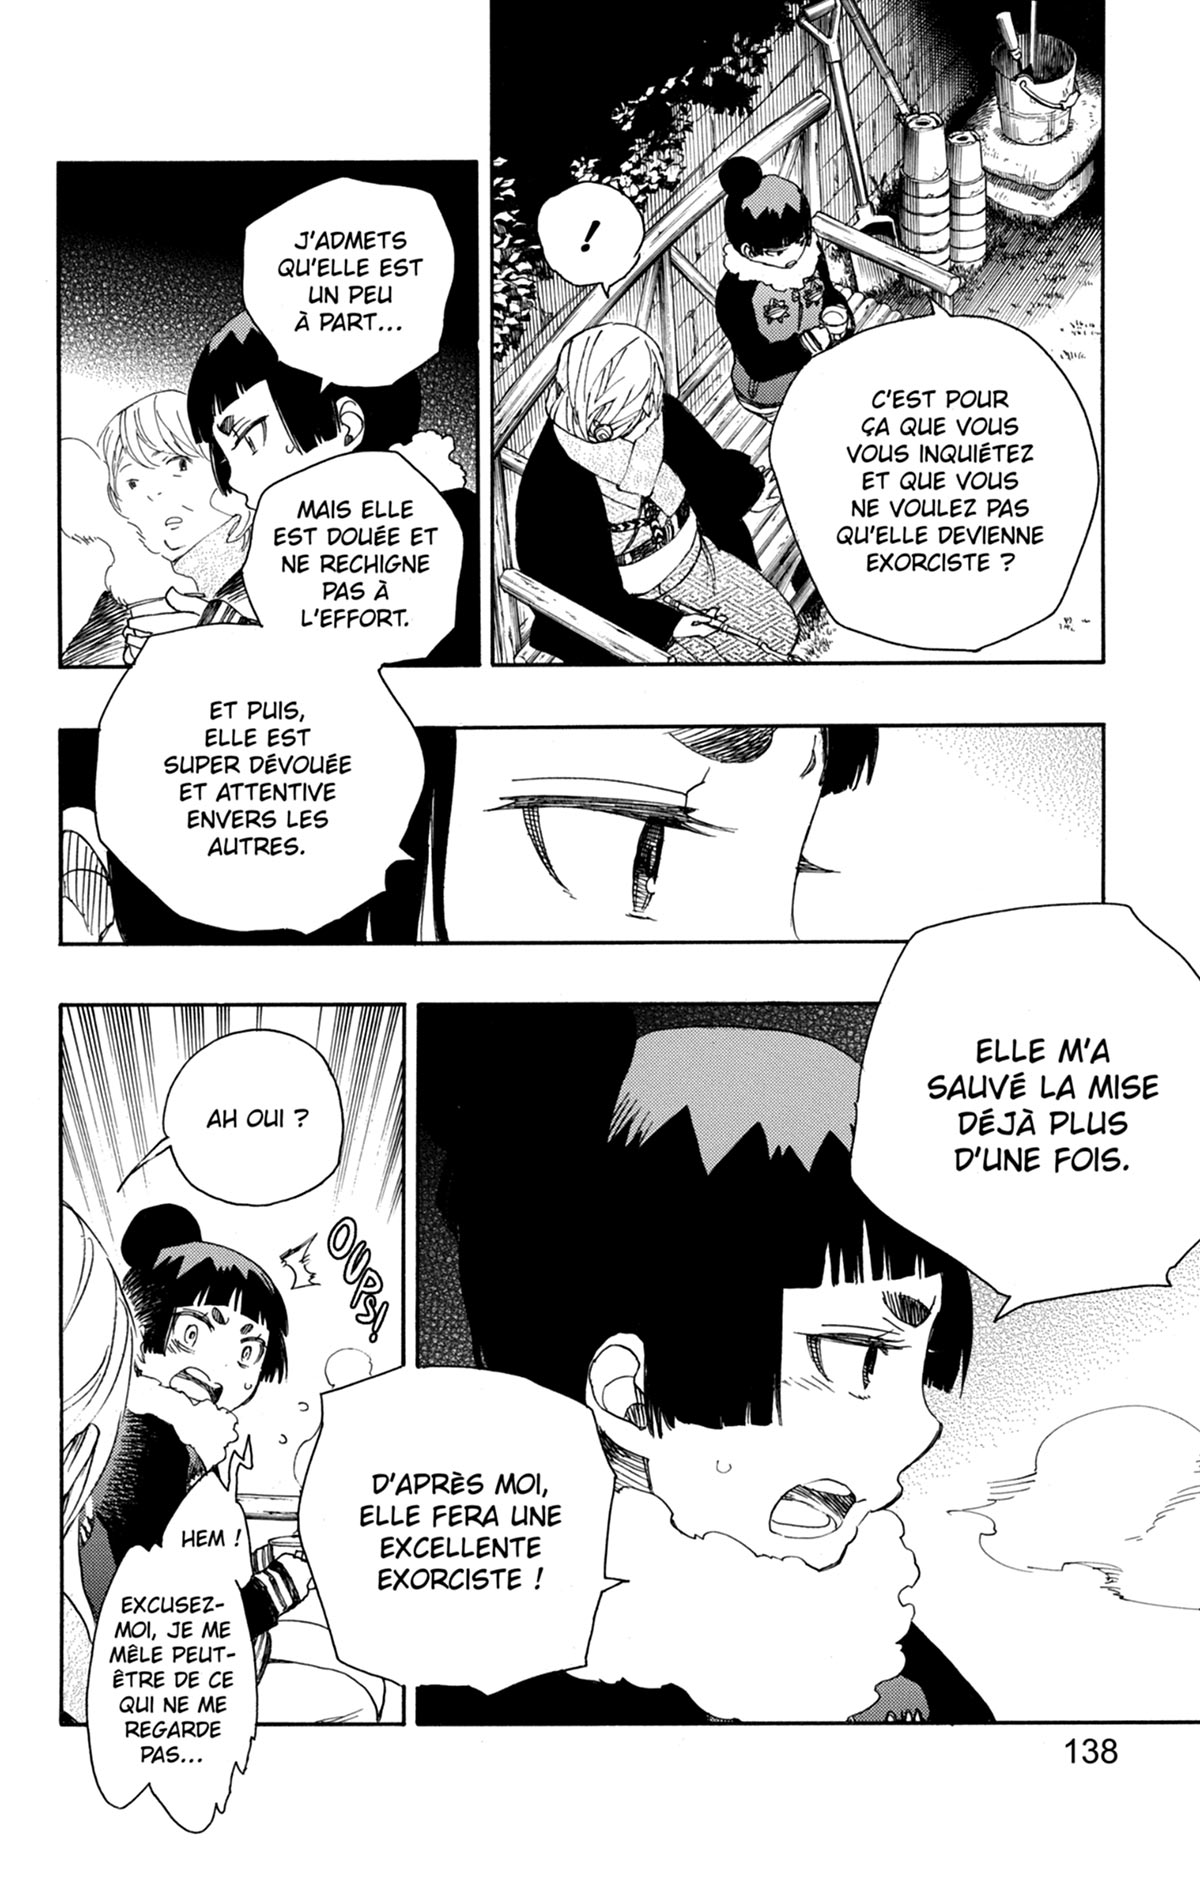 !
C'EST POUR
ÇA QUE VOUS
VOUS INQUIÉTEZ
ET QUE VOUS
NE VOULEZ PAS
QU'ELLE DEVIENNE
EXORCISTE ?
J'ADMETS
QU'ELLE EST
UN PEU
À PART...
MAIS ELLE
EST DOUÉE ET
NE RECHIGNE
PAS À
L'EFFORT.
ET PUIS,
ELLE EST
SUPER DÉVOUÉE
ET ATTENTIVE
ENVERS LES
AUTRES.
ELLE M'A
SAUVÉ LA MISE
DÉJÀ PLUS
D'UNE FOIS.
D'APRÈS MOI,
ELLE FERA UNE
EXCELLENTE
EXORCISTE !
AH OUI ?
OUPS!
HEM !
EXCUSEZ-
MOI, JE ME
MÊLE PEUT-
ÊTRE DE CE
QUI NE ME
REGARDE
PAS...
138